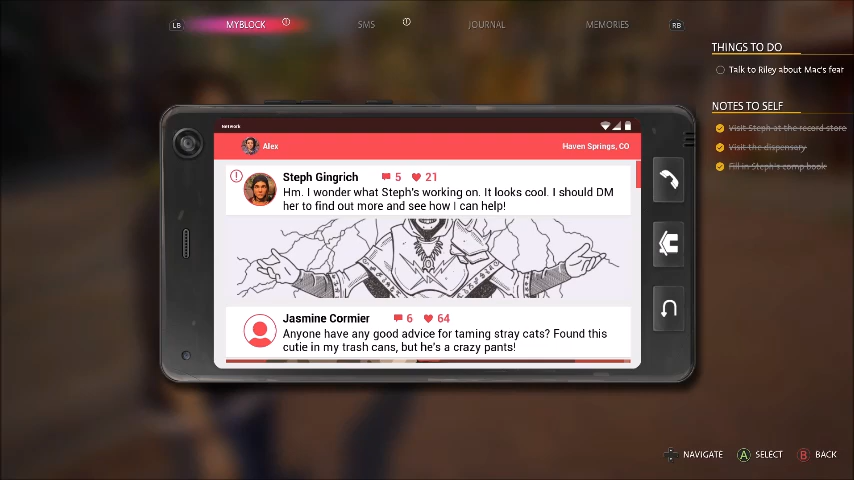 LB
MYBLOCK
SMS
JOURNAL
MEMORIES
RB
THINGS TO DO
Talk to Riley about Mac's fear
NOTES TO SELF
Visit Steph at the record store
Visit the dispensary
Fill in Steph's comp book
Network
Alex
Haven Springs, CO
Steph Gingrich 5 21
Hm. I wonder what Steph's working on. It looks cool. I should DM
her to find out more and see how I can help!
Jasmine Cormier 6 64
Anyone have any good advice for taming stray cats? Found this
cutie in my trash cans, but he's a crazy pants!
NAVIGATE
A SELECT
B BACK